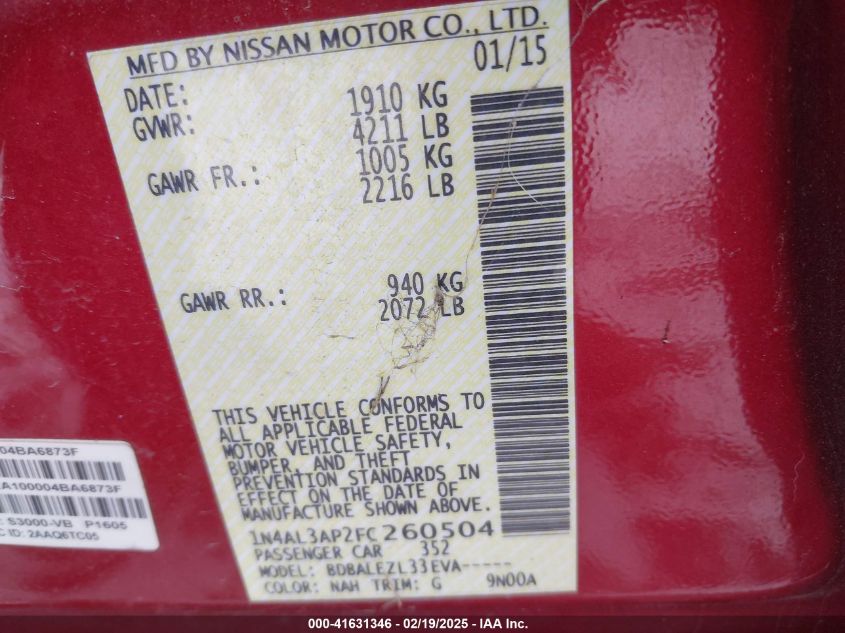 MFD BY NISSAN MOTOR CO., LTD.
DATE: 01/15
GVWR: 1910 KG
4211 LB
GAWR FR.: 1005 KG
2216 LB
GAWR RR.: 940 KG
2072 LB
THIS VEHICLE CONFORMS TO
ALL APPLICABLE FEDERAL
MOTOR VEHICLE SAFETY,
BUMPER, AND THEFT
PREVENTION STANDARDS IN
EFFECT ON THE DATE OF
MANUFACTURE SHOWN ABOVE.
1N4AL3AP2FC260504
PASSENGER CAR 352
MODEL: BDBALEZL33EVA-----
COLOR: NAH TRIM: G 9N00A
04BA6873F
A100004BA6873F
: S3000-VB P1605
C ID: 2AAQ6TC05
000-41631346 - 02/19/2025 - IAA Inc.